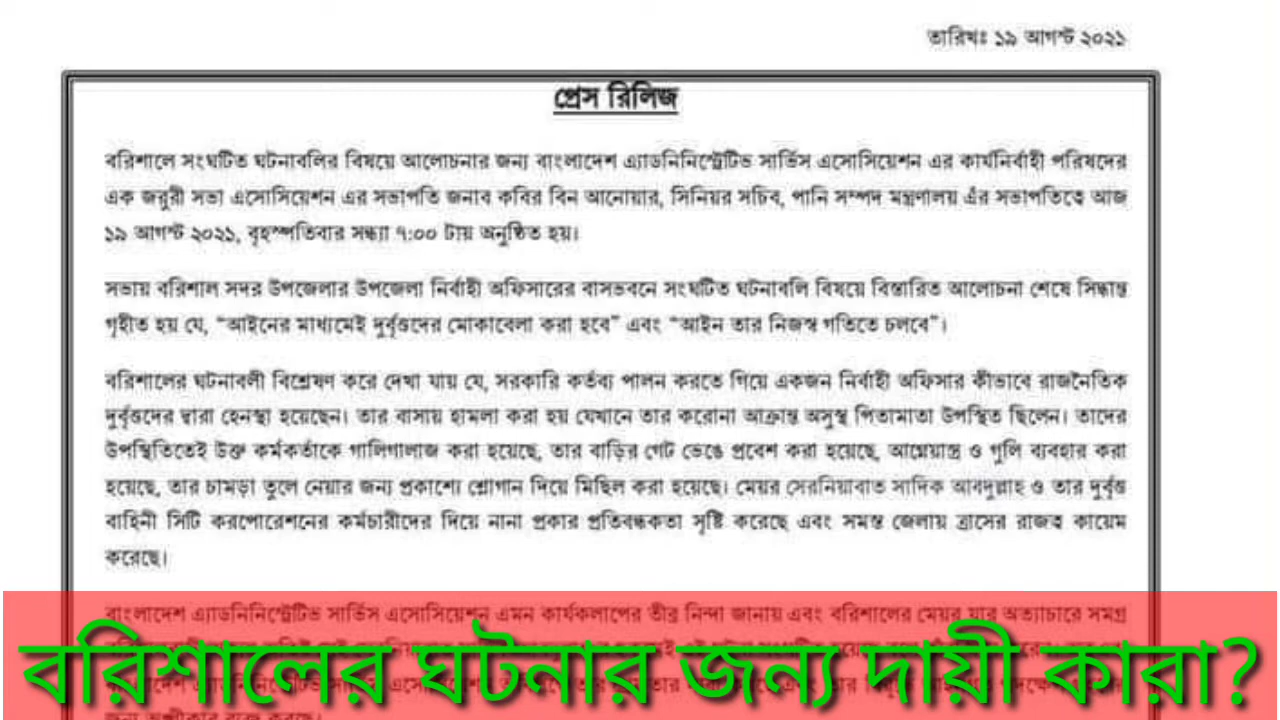 তারিখঃ ১৯ আগস্ট ২০২১
প্রেস রিলিজ
বরিশালে সংঘটিত ঘটনাবলির বিষয়ে আলোচনার জন্য বাংলাদেশ এ্যাডনিনিস্ট্রেটিভ সার্ভিস এসোসিয়েশন এর কার্যনির্বাহী পরিষদের
এক জরুরী সভা এসোসিয়েশন এর সভাপতি জনাব কবির বিন আনোয়ার, সিনিয়র সচিব, পানি সম্পদ মন্ত্রণালয় এঁর সভাপতিত্বে আজ
১৯ আগস্ট ২০২১, বৃহস্পতিবার সন্ধ্যা ৭:০০ টায় অনুষ্ঠিত হয়।
সভায় বরিশাল সদর উপজেলার উপজেলা নির্বাহী অফিসারের বাসভবনে সংঘটিত ঘটনাবলি বিষয়ে বিস্তারিত আলোচনা শেষে সিদ্ধান্ত
গৃহীত হয় যে, “আইনের মাধ্যমেই দুর্বৃত্তদের মোকাবেলা করা হবে” এবং “আইন তার নিজস্ব গতিতে চলবে”।
বরিশালের ঘটনাবলী বিশ্লেষণ করে দেখা যায় যে, সরকারি কর্তব্য পালন করতে গিয়ে একজন নির্বাহী অফিসার কীভাবে রাজনৈতিক
দুর্বৃত্তদের দ্বারা হেনস্থা হয়েছেন। তার বাসায় হামলা করা হয় যেখানে তার করোনা আক্রান্ত অসুস্থ পিতামাতা উপস্থিত ছিলেন। তাদের
উপস্থিতিতেই উক্ত কর্মকর্তাকে গালিগালাজ করা হয়েছে, তার বাড়ির গেট ভেঙে প্রবেশ করা হয়েছে, আগ্নেয়াস্ত্র ও গুলি ব্যবহার করা
হয়েছে, তার চামড়া তুলে নেয়ার জন্য প্রকাশ্যে শ্লোগান দিয়ে মিছিল করা হয়েছে। মেয়র সেরনিয়াবাত সাদিক আবদুল্লাহ ও তার দুর্বৃত্ত
বাহিনী সিটি করপোরেশনের কর্মচারীদের দিয়ে নানা প্রকার প্রতিবন্ধকতা সৃষ্টি করেছে এবং সমস্ত জেলায় ত্রাসের রাজত্ব কায়েম
করেছে।
বাংলাদেশ এ্যাডনিনিস্ট্রেটিভ সার্ভিস এসোসিয়েশন এমন কার্যকলাপের তীব্র নিন্দা জানায় এবং বরিশালের মেয়র যার অত্যাচারে সমগ্র
বরিশালের ঘটনার জন্য দায়ী কারা?